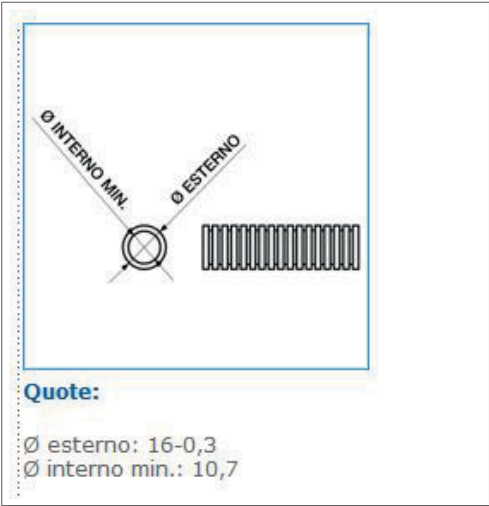 Ø INTERNO MIN.
Ø ESTERNO
Quote:
Ø esterno: 16-0,3
Ø interno min.: 10,7